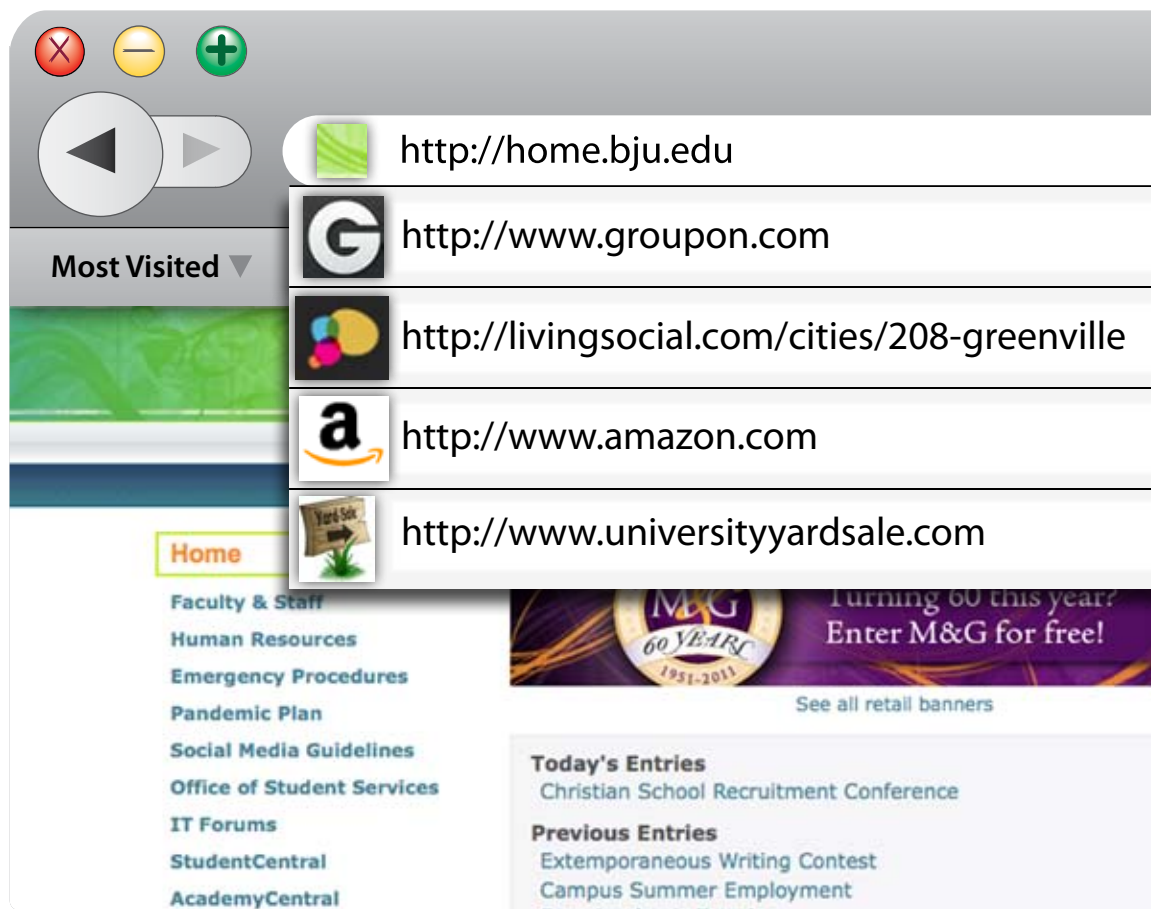 http://home.bju.edu
http://www.groupon.com
Most Visited
http://livingsocial.com/cities/208-greenville
a
http://www.amazon.com
Yard-Sale
http://www.universityyardsale.com
Home
Faculty & Staff
Human Resources
Emergency Procedures
Pandemic Plan
Social Media Guidelines
Office of Student Services
IT Forums
StudentCentral
AcademyCentral
M&G
60 YEARS
1951-2011
Turning 60 this year?
Enter M&G for free!
See all retail banners
Today's Entries
Christian School Recruitment Conference
Previous Entries
Extemporaneous Writing Contest
Campus Summer Employment